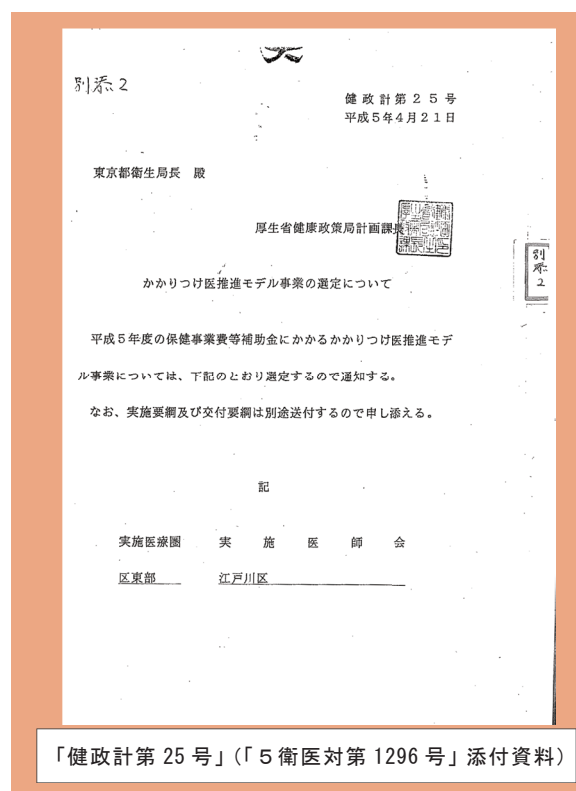 別添2
健政計第25号
平成5年4月21日
東京都衛生局長 殿
厚生省健康政策局計画課長
別添2
かかりつけ医推進モデル事業の選定について
平成5年度の保健事業費等補助金にかかるかかりつけ医推進モデ
ル事業については、下記のとおり選定するので通知する。
なお、実施要綱及び交付要綱は別途送付するので申し添える。
記
実施医療圏 実施医師会
区東部 江戸川区
「健政計第25号」(「5衛医対第1296号」添付資料)